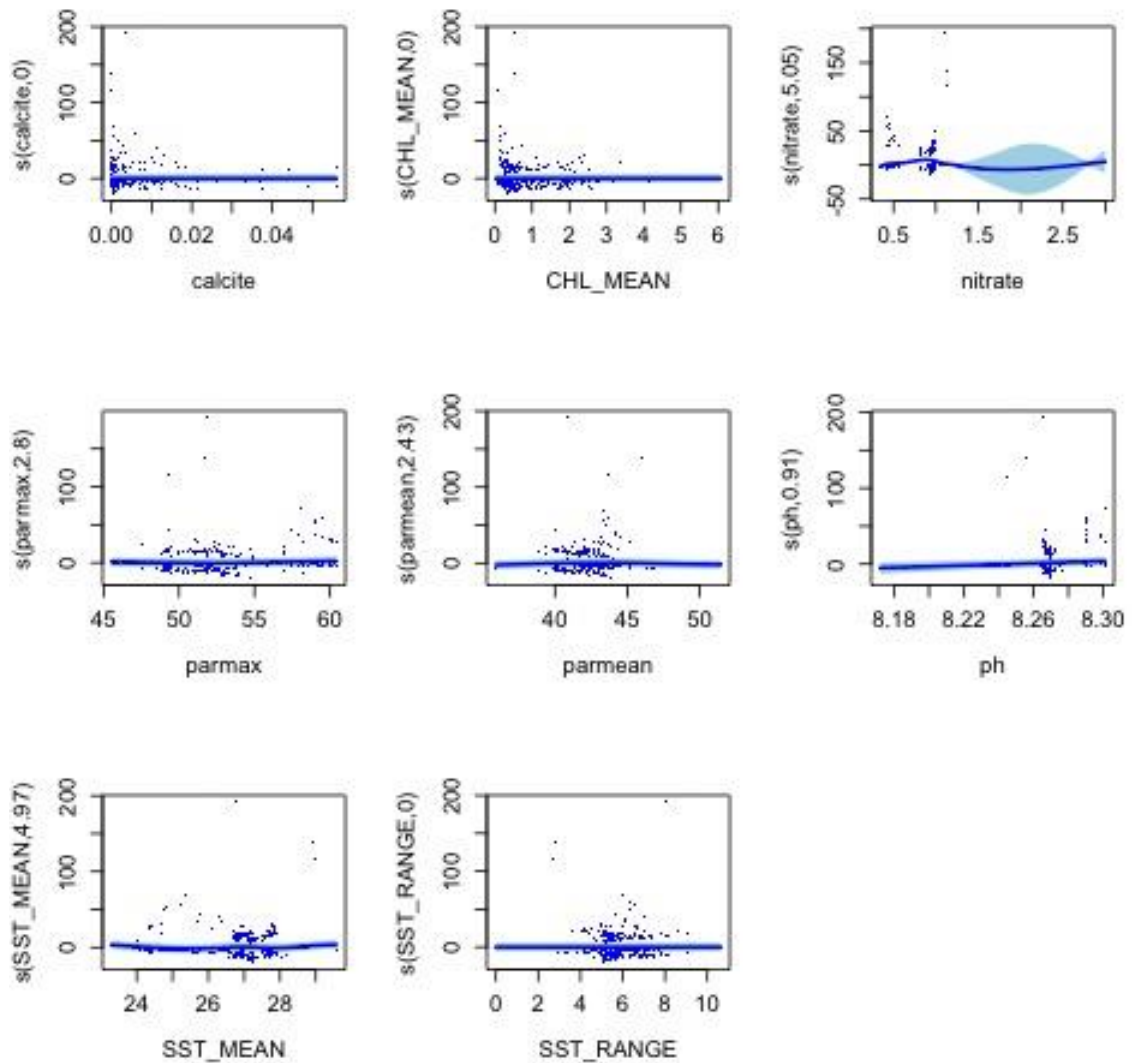 s(calcite,0)
200
100
0
0.00 0.02 0.04
calcite
s(CHL_MEAN,0)
200
100
0
0 1 2 3 4 5 6
CHL_MEAN
s(nitrate,5.05)
150
50
-50
0.5 1.5 2.5
nitrate
s(parmax,2.8)
100
0
45 50 55 60
parmax
s(parmean,2.43)
200
100
0
40 45 50
parmean
s(ph,0.91)
200
100
0
8.18 8.22 8.26 8.30
ph
s(SST_MEAN,4.97)
200
100
0
24 26 28
SST_MEAN
s(SST_RANGE,0)
200
100
0
0 2 4 6 8 10
SST_RANGE